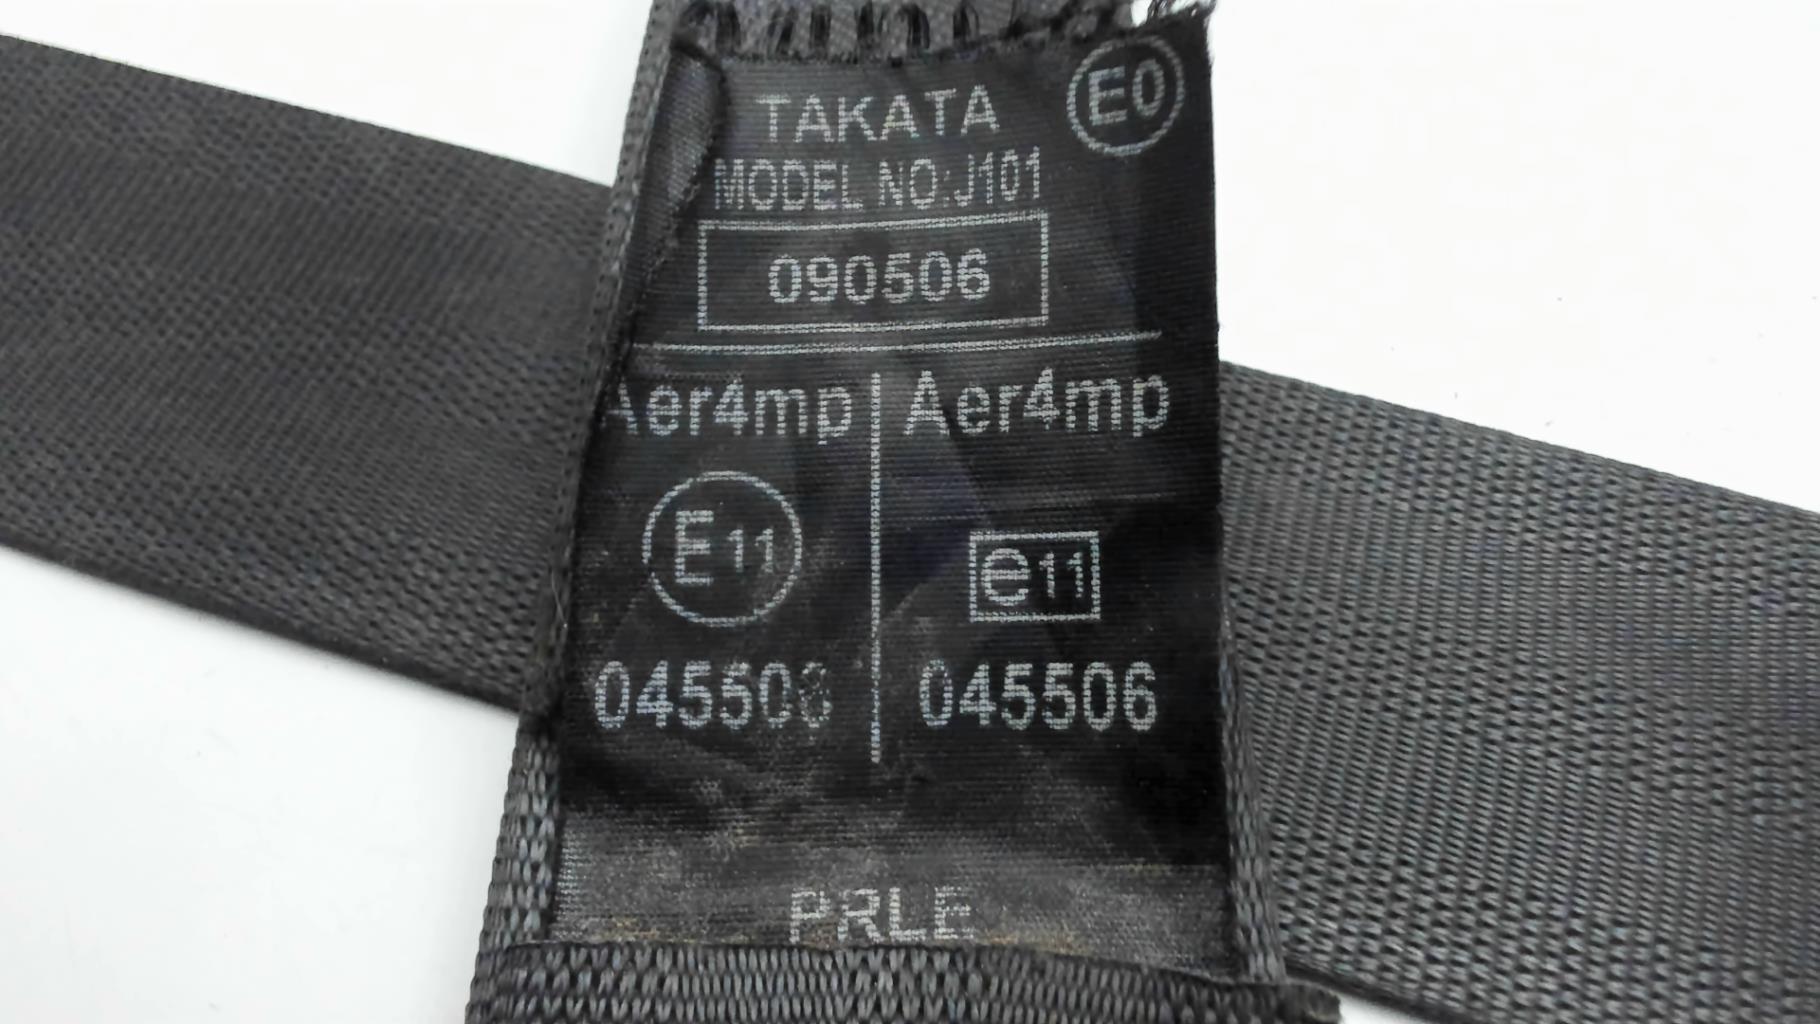 TAKATA E0
MODEL NO:J101
090506
Aer4mp Aer4mp
E11 e11
045506 045506
PRLE